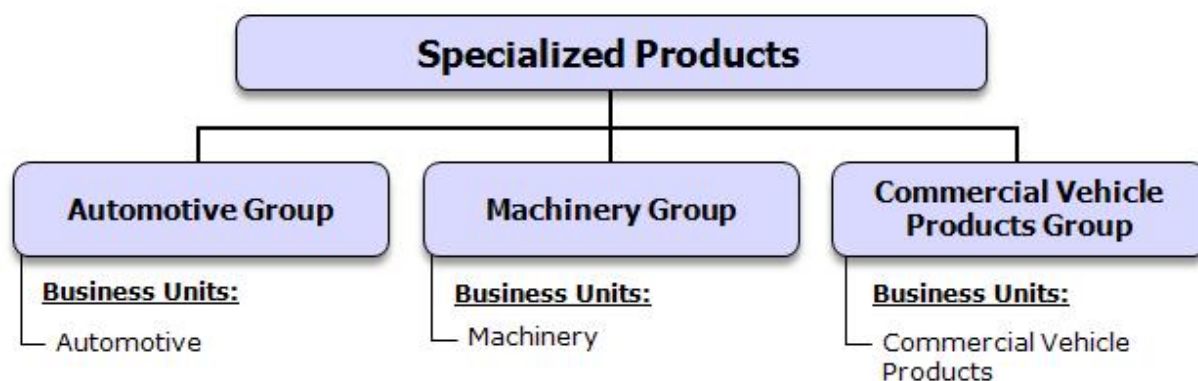 Specialized Products
Automotive Group
Machinery Group
Commercial Vehicle
Products Group
Business Units:
Automotive
Business Units:
Machinery
Business Units:
Commercial Vehicle
Products